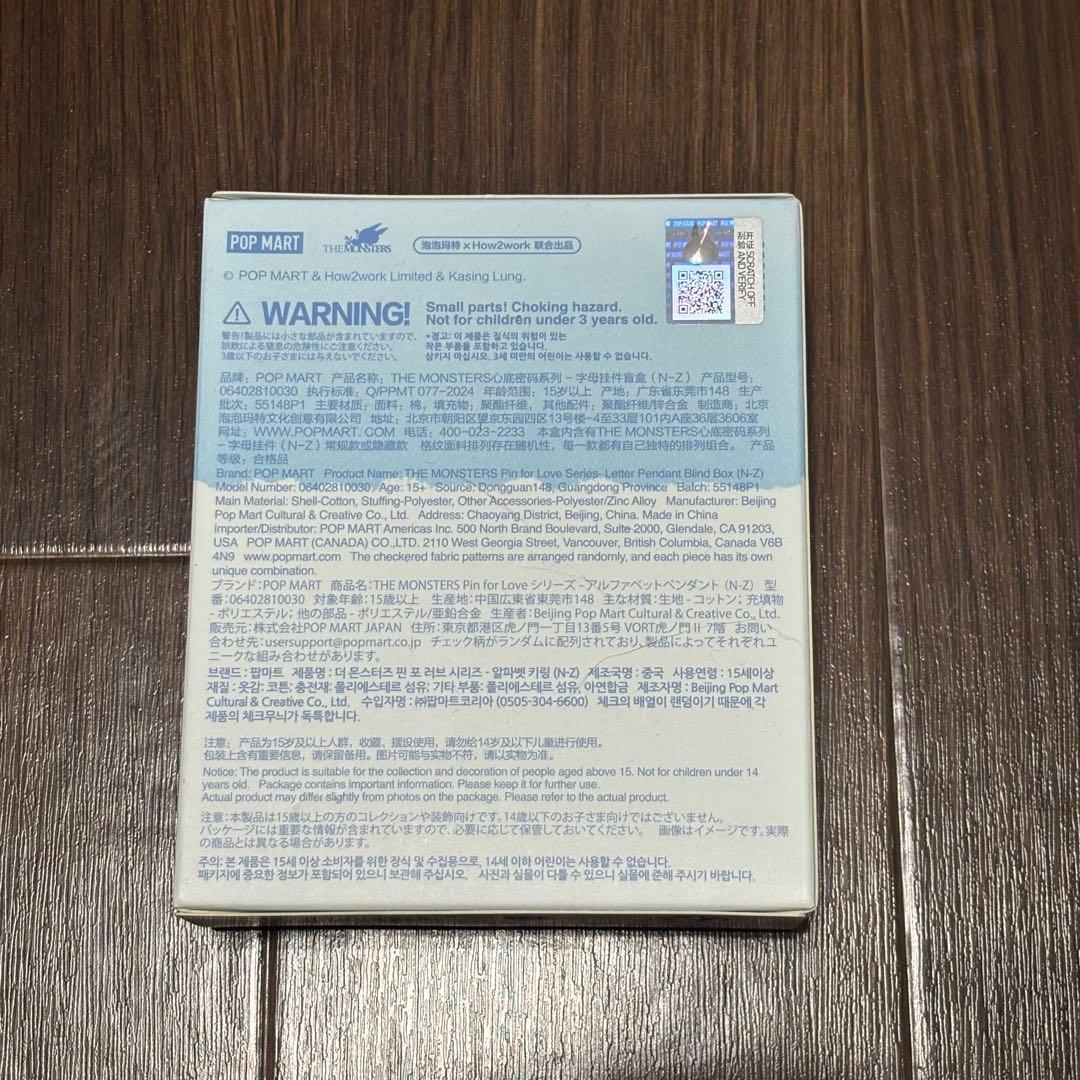 POP MART
THE MONSTERS
泡泡玛特 × How2work 联合出品
刮开验证 SCRATCH OFF AND VERIFY
© POP MART & How2work Limited & Kasing Lung.
WARNING!
Small parts! Choking hazard.
Not for children under 3 years old.
警告!製品には小さな部品が含まれていますので、
誤飲による窒息の危険性にご注意ください。
3歳以下のお子さまには与えないでください。
*경고: 이 제품은 질식의 위험이 있는
작은 부품을 포함하고 있습니다.
삼키지 마십시오. 3세 미만의 어린이는 사용할 수 없습니다.
品牌：POP MART 产品名称：THE MONSTERS心底密码系列－字母挂件盲盒（N-Z） 产品型号：
06402810030 执行标准：Q/PPMT 077-2024 年龄范围：15岁以上 产地：广东省东莞市148 生产
批次：55148P1 主要材质：面料：棉，填充物：聚酯纤维，其他配件：聚酯纤维/锌合金 制造商：北京
泡泡玛特文化创意有限公司 地址：北京市朝阳区望京东园四区13号楼-4至33层101内A座36层3606室
网址：WWW.POPMART.COM 电话：400-023-2233 本盒内含有THE MONSTERS心底密码系列
－字母挂件（N-Z）常规款或隐藏款 格纹面料排列存在随机性，每一款都有自己独特的排列组合。 产品
等级：合格品
Brand: POP MART Product Name: THE MONSTERS Pin for Love Series- Letter Pendant Blind Box (N-Z)
Model Number: 06402810030 Age: 15+ Source: Dongguan148, Guangdong Province Batch: 55148P1
Main Material: Shell-Cotton, Stuffing-Polyester, Other Accessories-Polyester/Zinc Alloy Manufacturer: Beijing
Pop Mart Cultural & Creative Co., Ltd. Address: Chaoyang District, Beijing, China. Made in China
Importer/Distributor: POP MART Americas Inc. 500 North Brand Boulevard, Suite 2000, Glendale, CA 91203,
USA POP MART (CANADA) CO.,LTD. 2110 West Georgia Street, Vancouver, British Columbia, Canada V6B
4N9 www.popmart.com The checkered fabric patterns are arranged randomly, and each piece has its own
unique combination.
ブランド：POP MART 商品名：THE MONSTERS Pin for Love シリーズ -アルファベットペンダント (N-Z) 型
番：06402810030 対象年齢：15歳以上 生産地：中国広東省東莞市148 主な材質：生地 - コットン；充填物
- ポリエステル；他の部品 - ポリエステル/亜鉛合金 生産者：Beijing Pop Mart Cultural & Creative Co., Ltd.
販売元：株式会社POP MART JAPAN 住所：東京都港区虎ノ門一丁目13番5号 VORT虎ノ門Ⅱ 7階 お問い
合わせ先：usersupport@popmart.co.jp チェック柄がランダムに配列されており、製品によってそれぞれユ
ニークな組み合わせがあります。
브랜드 : 팝마트 제품명 : 더 몬스터즈 핀 포 러브 시리즈 - 알파벳 키링 (N-Z) 제조국명 : 중국 사용연령 : 15세이상
재질 : 옷감: 코튼; 충전재: 폴리에스테르 섬유; 기타 부품: 폴리에스테르 섬유, 아연합금 제조자명 : Beijing Pop Mart
Cultural & Creative Co., Ltd. 수입자명 : ㈜팝마트코리아 (0505-304-6600) 체크의 배열이 랜덤이기 때문에 각
제품의 체크무늬가 독특합니다.
注意：产品为15岁及以上人群，收藏、摆设使用，请勿给14岁及以下儿童进行使用。
包装上含有重要信息，请保留备用。图片可能与实物不符，请以实物为准。
Notice: The product is suitable for the collection and decoration of people aged above 15. Not for children under 14
years old. Package contains important information. Please keep it for further use.
Actual product may differ slightly from photos on the package. Please refer to the actual product.
注意：本製品は15歳以上の方のコレクションや装飾向けです。14歳以下のお子さま向けではございません。
パッケージには重要な情報が含まれていますので、必要に応じて保管しておいてください。 画像はイメージです。実際
の商品とは異なる場合があります。
주의: 본 제품은 15세 이상 소비자를 위한 장식 및 수집용으로, 14세 이하 어린이는 사용할 수 없습니다.
패키지에 중요한 정보가 포함되어 있으니 보관해 주십시오. 사진과 실물이 다를 수 있으니 실물에 준해 주시기 바랍니다.